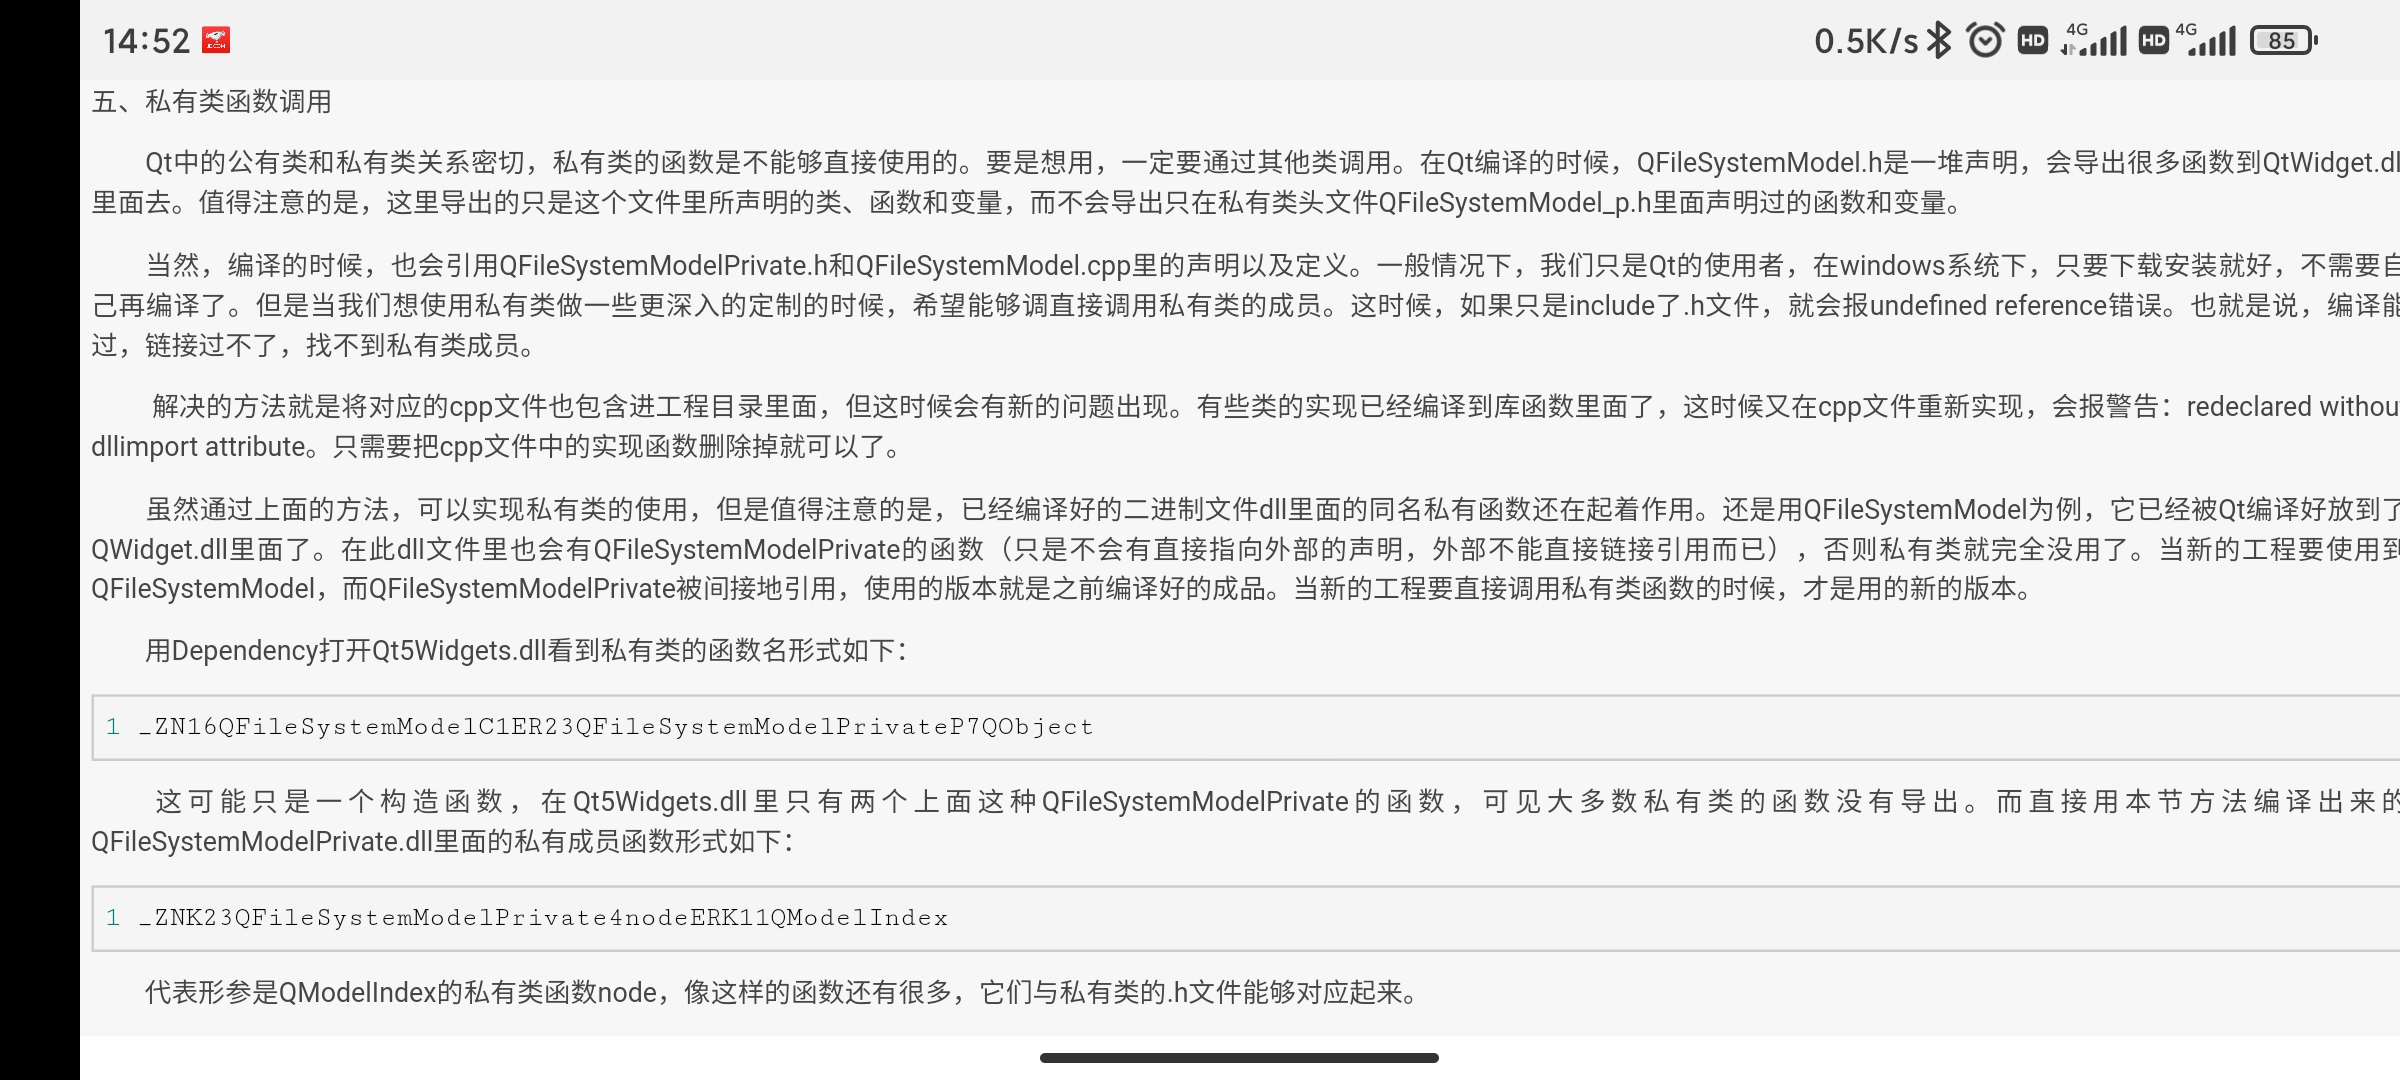 14:52
0.5K/s HD 4G HD 4G 85
五、私有类函数调用
Qt中的公有类和私有类关系密切，私有类的函数是不能够直接使用的。要是想用，一定要通过其他类调用。在Qt编译的时候，QFileSystemModel.h是一堆声明，会导出很多函数到QtWidget.dll
里面去。值得注意的是，这里导出的只是这个文件里所声明的类、函数和变量，而不会导出只在私有类头文件QFileSystemModel_p.h里面声明过的函数和变量。
当然，编译的时候，也会引用QFileSystemModelPrivate.h和QFileSystemModel.cpp里的声明以及定义。一般情况下，我们只是Qt的使用者，在windows系统下，只要下载安装就好，不需要自
己再编译了。但是当我们想使用私有类做一些更深入的定制的时候，希望能够调直接调用私有类的成员。这时候，如果只是include了.h文件，就会报undefined reference错误。也就是说，编译能
过，链接过不了，找不到私有类成员。
解决的方法就是将对应的cpp文件也包含进工程目录里面，但这时候会有新的问题出现。有些类的实现已经编译到库函数里面了，这时候又在cpp文件重新实现，会报警告：redeclared without
dllimport attribute。只需要把cpp文件中的实现函数删除掉就可以了。
虽然通过上面的方法，可以实现私有类的使用，但是值得注意的是，已经编译好的二进制文件dll里面的同名私有函数还在起着作用。还是用QFileSystemModel为例，它已经被Qt编译好放到了
QWidget.dll里面了。在此dll文件里也会有QFileSystemModelPrivate的函数（只是不会有直接指向外部的声明，外部不能直接链接引用而已），否则私有类就完全没用了。当新的工程要使用到
QFileSystemModel，而QFileSystemModelPrivate被间接地引用，使用的版本就是之前编译好的成品。当新的工程要直接调用私有类函数的时候，才是用的新的版本。
用Dependency打开Qt5Widgets.dll看到私有类的函数名形式如下：
1 _ZN16QFileSystemModelC1ER23QFileSystemModelPrivateP7QObject
这可能只是一个构造函数，在Qt5Widgets.dll里只有两个上面这种QFileSystemModelPrivate的函数，可见大多数私有类的函数没有导出。而直接用本节方法编译出来的
QFileSystemModelPrivate.dll里面的私有成员函数形式如下：
1 _ZNK23QFileSystemModelPrivate4nodeERK11QModelIndex
代表形参是QModelIndex的私有类函数node，像这样的函数还有很多，它们与私有类的.h文件能够对应起来。